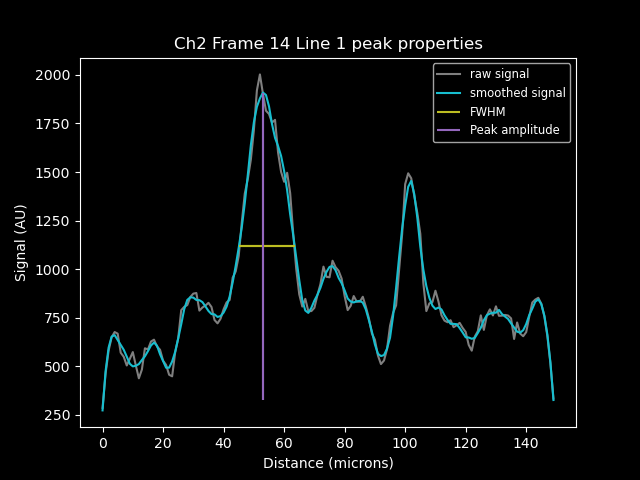 Ch2 Frame 14 Line 1 peak properties
raw signal
smoothed signal
FWHM
Peak amplitude
Signal (AU)
2000
1750
1500
1250
1000
750
500
250
0 20 40 60 80 100 120 140
Distance (microns)